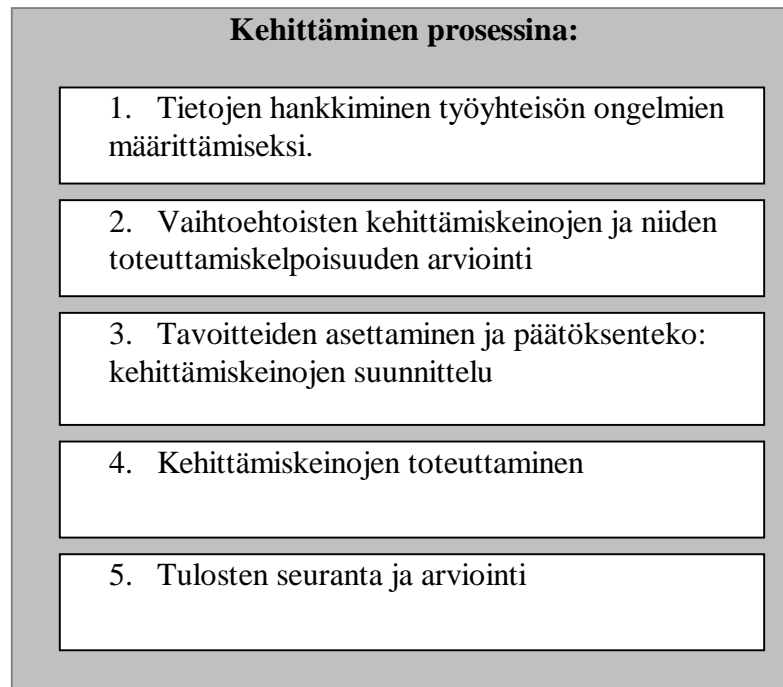 Kehittäminen prosessina:
1. Tietojen hankkiminen työyhteisön ongelmien
määrittämiseksi.
2. Vaihtoehtoisten kehittämiskeinojen ja niiden
toteuttamiskelpoisuuden arviointi
3. Tavoitteiden asettaminen ja päätöksenteko:
kehittämiskeinojen suunnittelu
4. Kehittämiskeinojen toteuttaminen
5. Tulosten seuranta ja arviointi